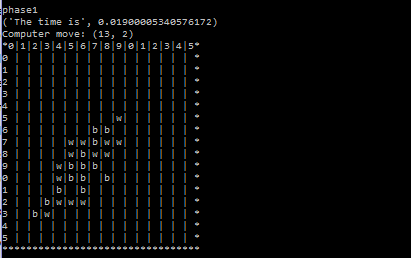 phase1
('The time is', 0.01900005340576172)
Computer move: (13, 2)
*0|1|2|3|4|5|6|7|8|9|0|1|2|3|4|5*
0 | | | | | | | | | | | | | | | *
1 | | | | | | | | | | | | | | | *
2 | | | | | | | | | | | | | | | *
3 | | | | | | | | | | | | | | | *
4 | | | | | | | | | | | | | | | *
5 | | | | | | | | |w| | | | | | *
6 | | | | | | |b|b| | | | | | | *
7 | | | | |w|w|b|w|w| | | | | | *
8 | | | | |w|b|w|w| | | | | | | *
9 | | | |w|b|b|b| | | | | | | | *
0 | | | |w|b|b| |b| | | | | | | *
1 | | | |b| |b| | | | | | | | | *
2 | | |b|w|w|w| | | | | | | | | *
3 | |b|w| | | | | | | | | | | | *
4 | | | | | | | | | | | | | | | *
5 | | | | | | | | | | | | | | | *
*********************************